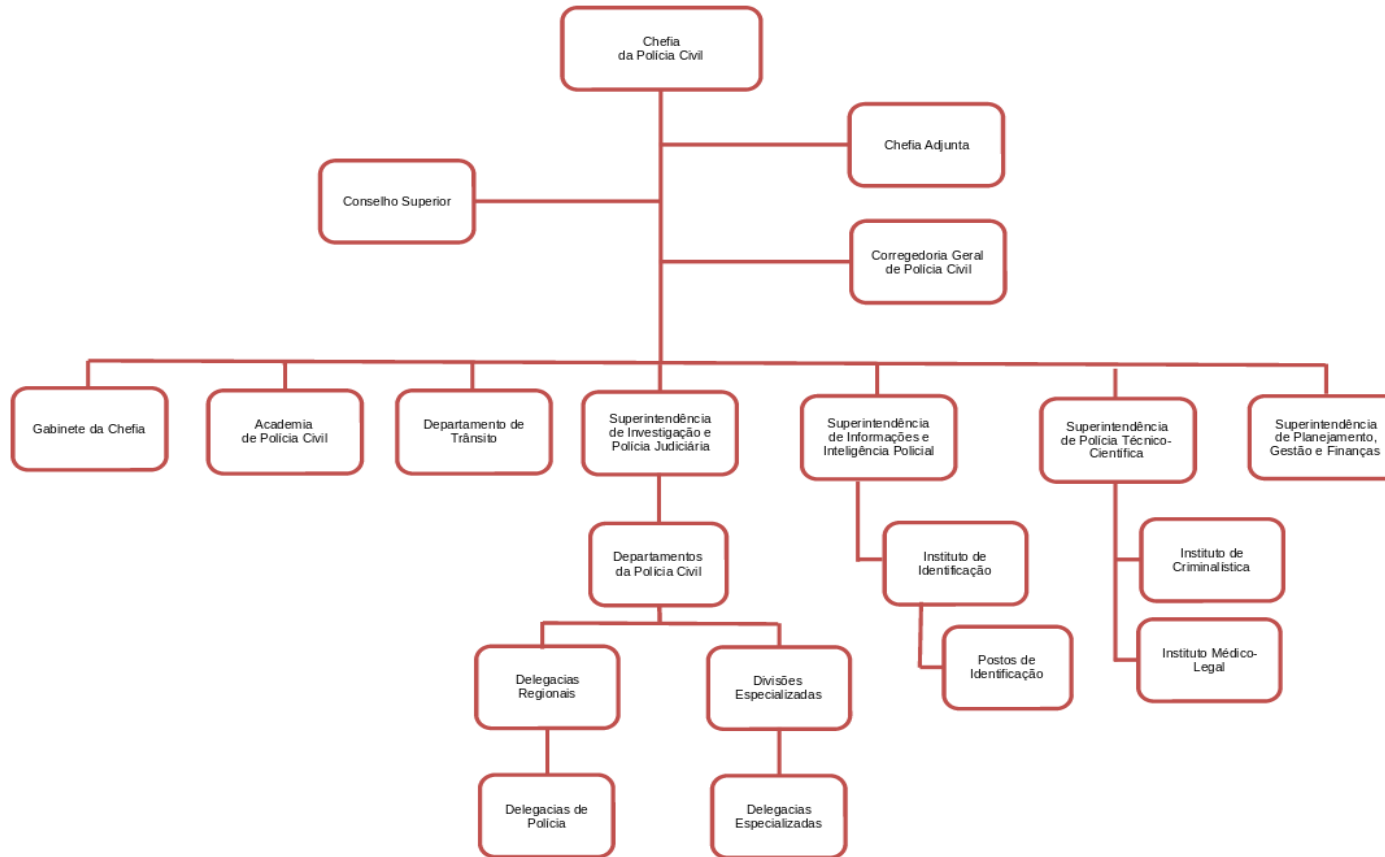 Chefia
da Polícia Civil
Chefia Adjunta
Conselho Superior
Corregedoria Geral
de Polícia Civil
Gabinete da Chefia
Academia
de Polícia Civil
Departamento de
Trânsito
Superintendência
de Investigação e
Polícia Judiciária
Superintendência
de Informações e
Inteligência Policial
Superintendência
de Polícia Técnico-
Científica
Superintendência
de Planejamento,
Gestão e Finanças
Departamentos
da Polícia Civil
Instituto de
Identificação
Instituto de
Criminalística
Delegacias
Regionais
Divisões
Especializadas
Postos de
Identificação
Instituto Médico-
Legal
Delegacias de
Polícia
Delegacias
Especializadas